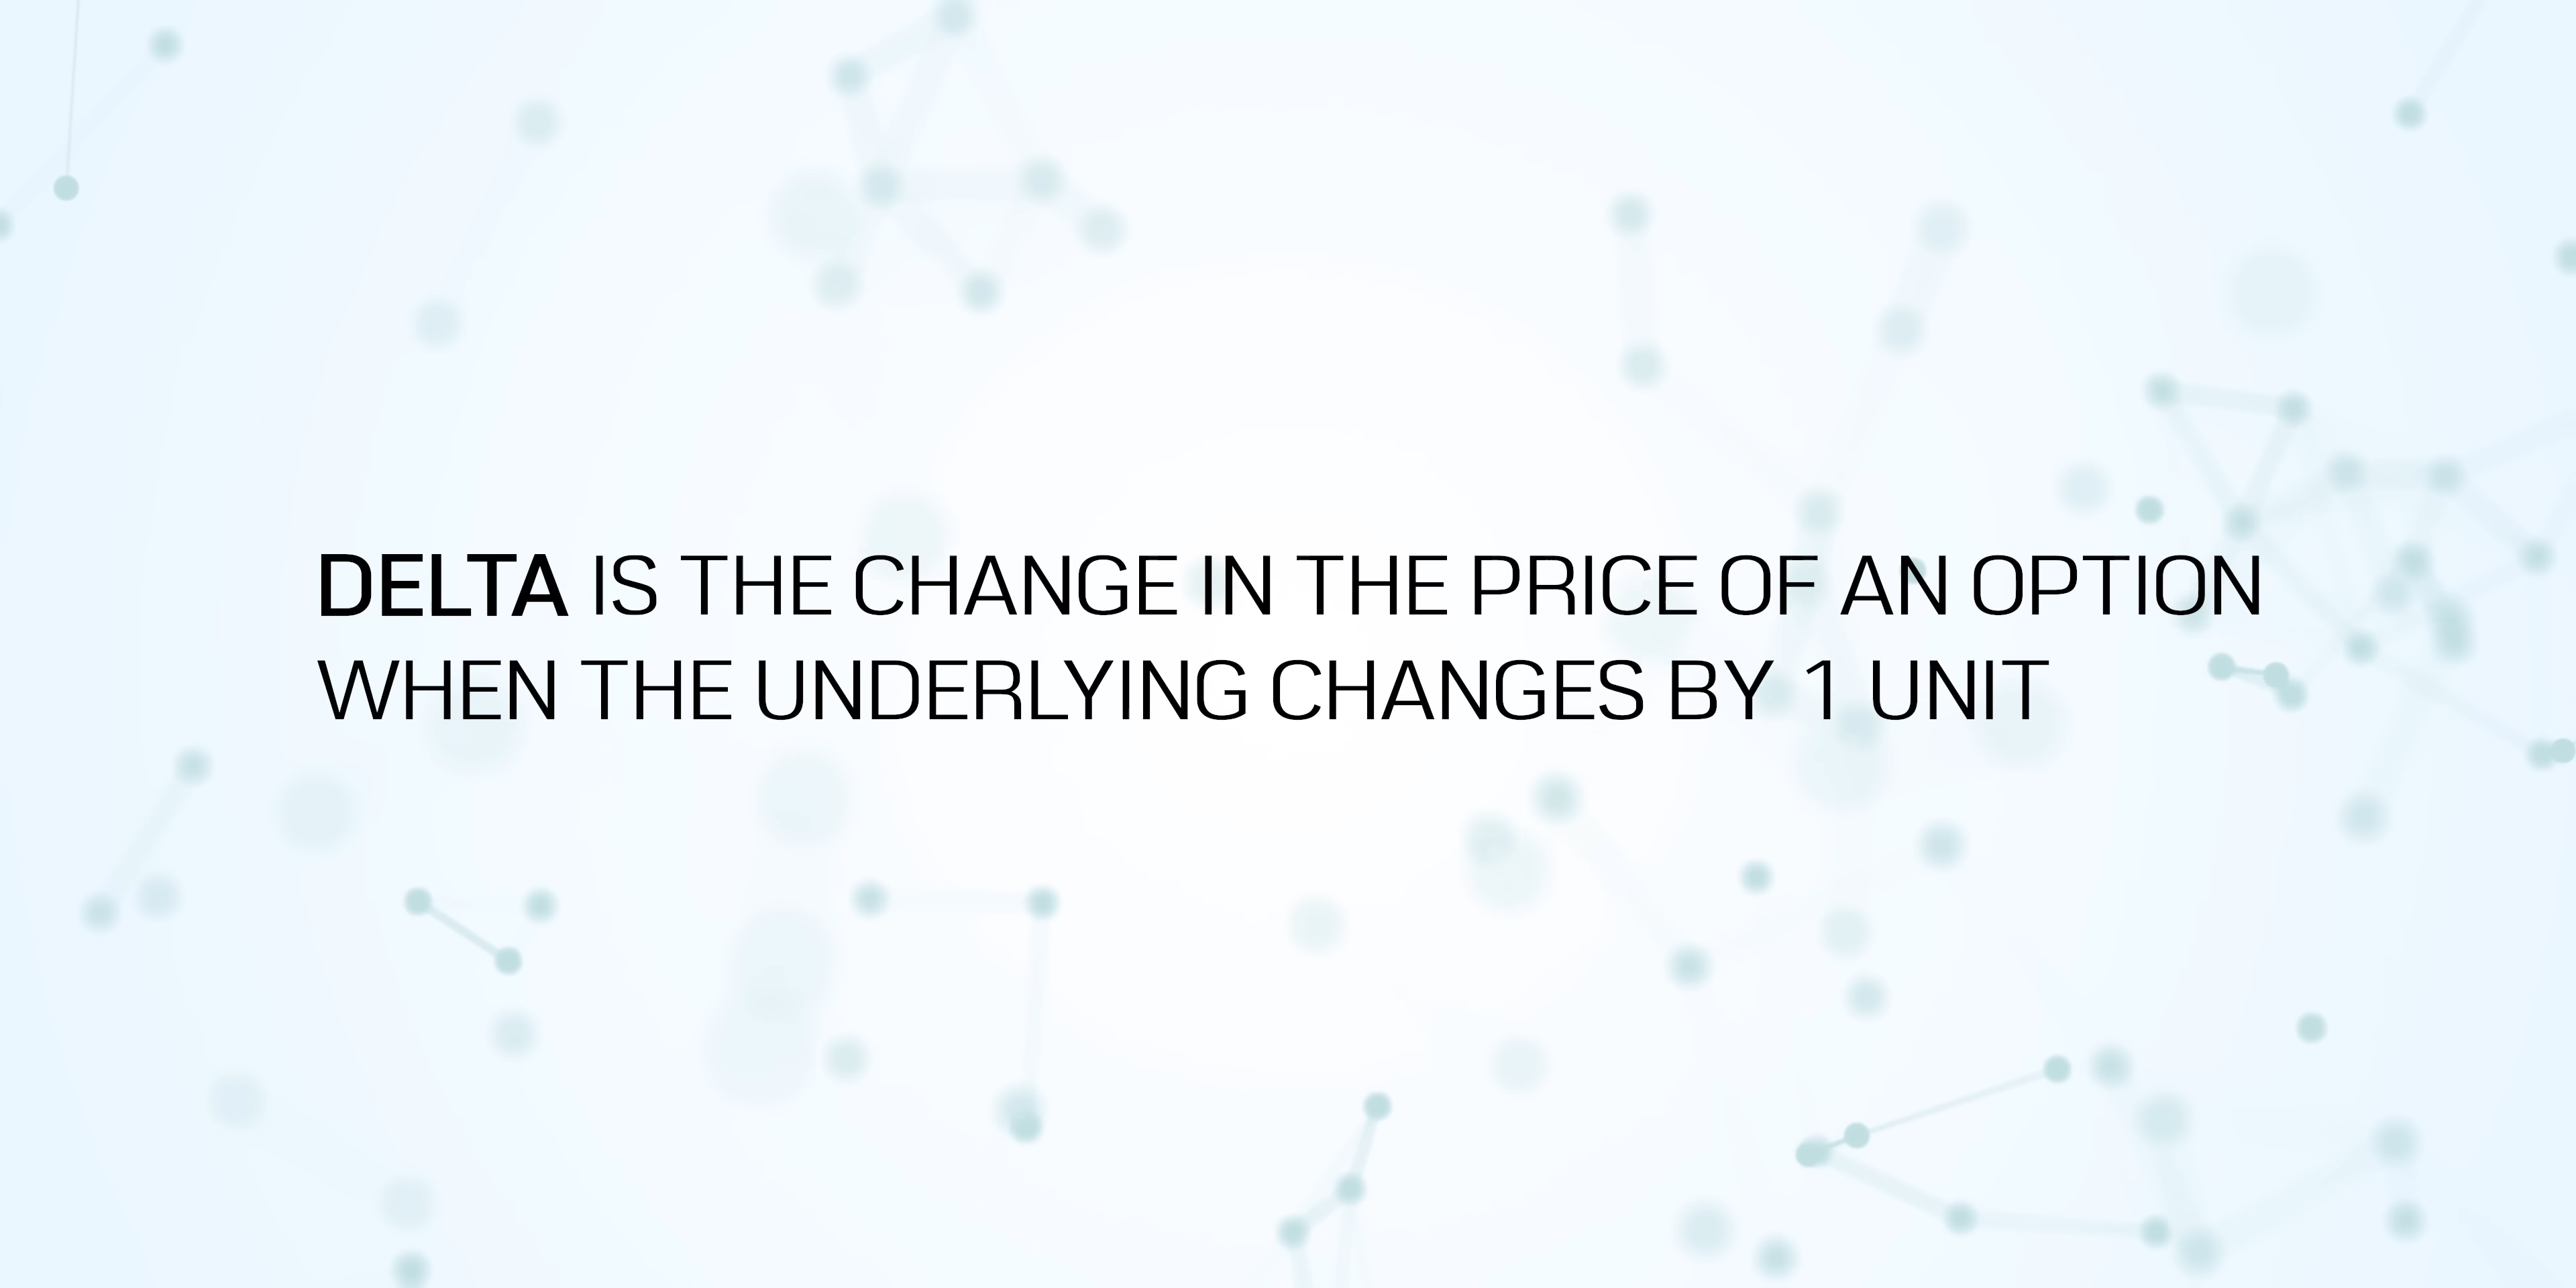 DELTA IS THE CHANGE IN THE PRICE OF AN OPTION
WHEN THE UNDERLYING CHANGES BY 1 UNIT